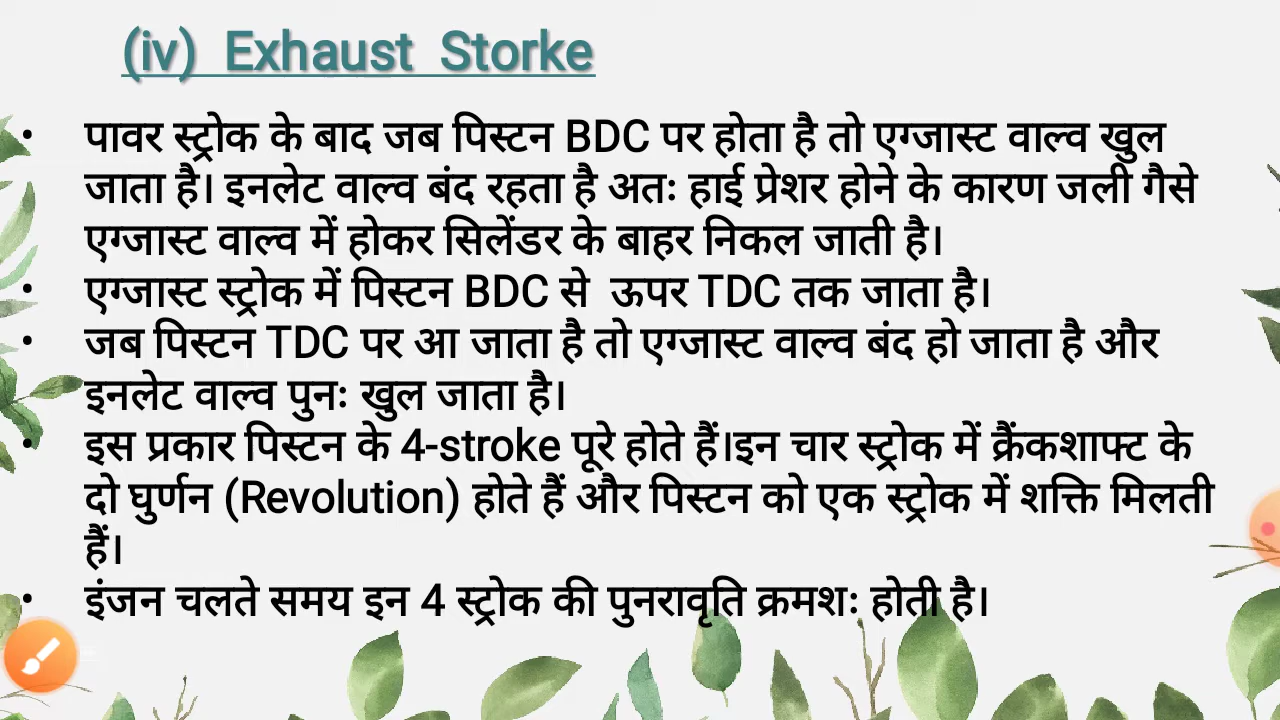 (iv) Exhaust Storke
• पावर स्ट्रोक के बाद जब पिस्टन BDC पर होता है तो एग्जास्ट वाल्व खुल
जाता है। इनलेट वाल्व बंद रहता है अतः हाई प्रेशर होने के कारण जली गैसे
एग्जास्ट वाल्व में होकर सिलेंडर के बाहर निकल जाती है।
• एग्जास्ट स्ट्रोक में पिस्टन BDC से ऊपर TDC तक जाता है।
• जब पिस्टन TDC पर आ जाता है तो एग्जास्ट वाल्व बंद हो जाता है और
इनलेट वाल्व पुनः खुल जाता है।
• इस प्रकार पिस्टन के 4-stroke पूरे होते हैं।इन चार स्ट्रोक में क्रैंकशाफ्ट के
दो घुर्णन (Revolution) होते हैं और पिस्टन को एक स्ट्रोक में शक्ति मिलती
हैं।
• इंजन चलते समय इन 4 स्ट्रोक की पुनरावृति क्रमशः होती है।